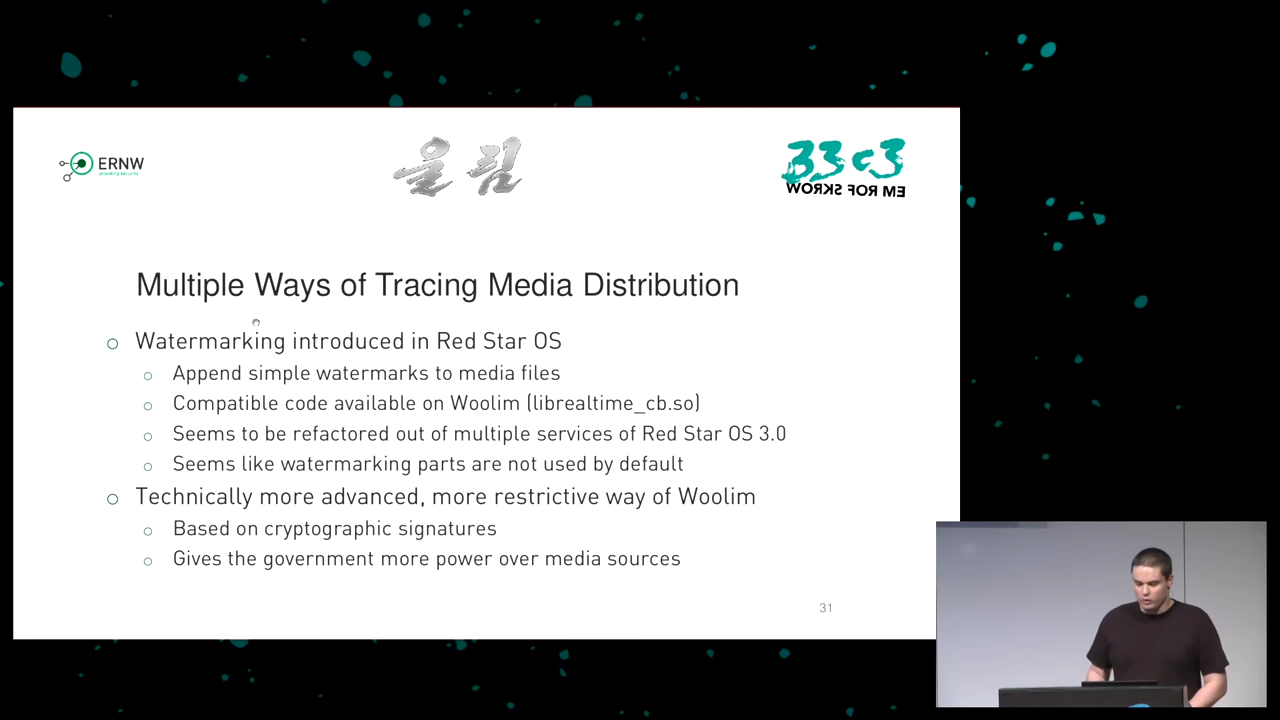 ERNW
providing security.
울림
33c3
WORKS FOR ME
Multiple Ways of Tracing Media Distribution
Watermarking introduced in Red Star OS
Append simple watermarks to media files
Compatible code available on Woolim (librealtime_cb.so)
Seems to be refactored out of multiple services of Red Star OS 3.0
Seems like watermarking parts are not used by default
Technically more advanced, more restrictive way of Woolim
Based on cryptographic signatures
Gives the government more power over media sources
31